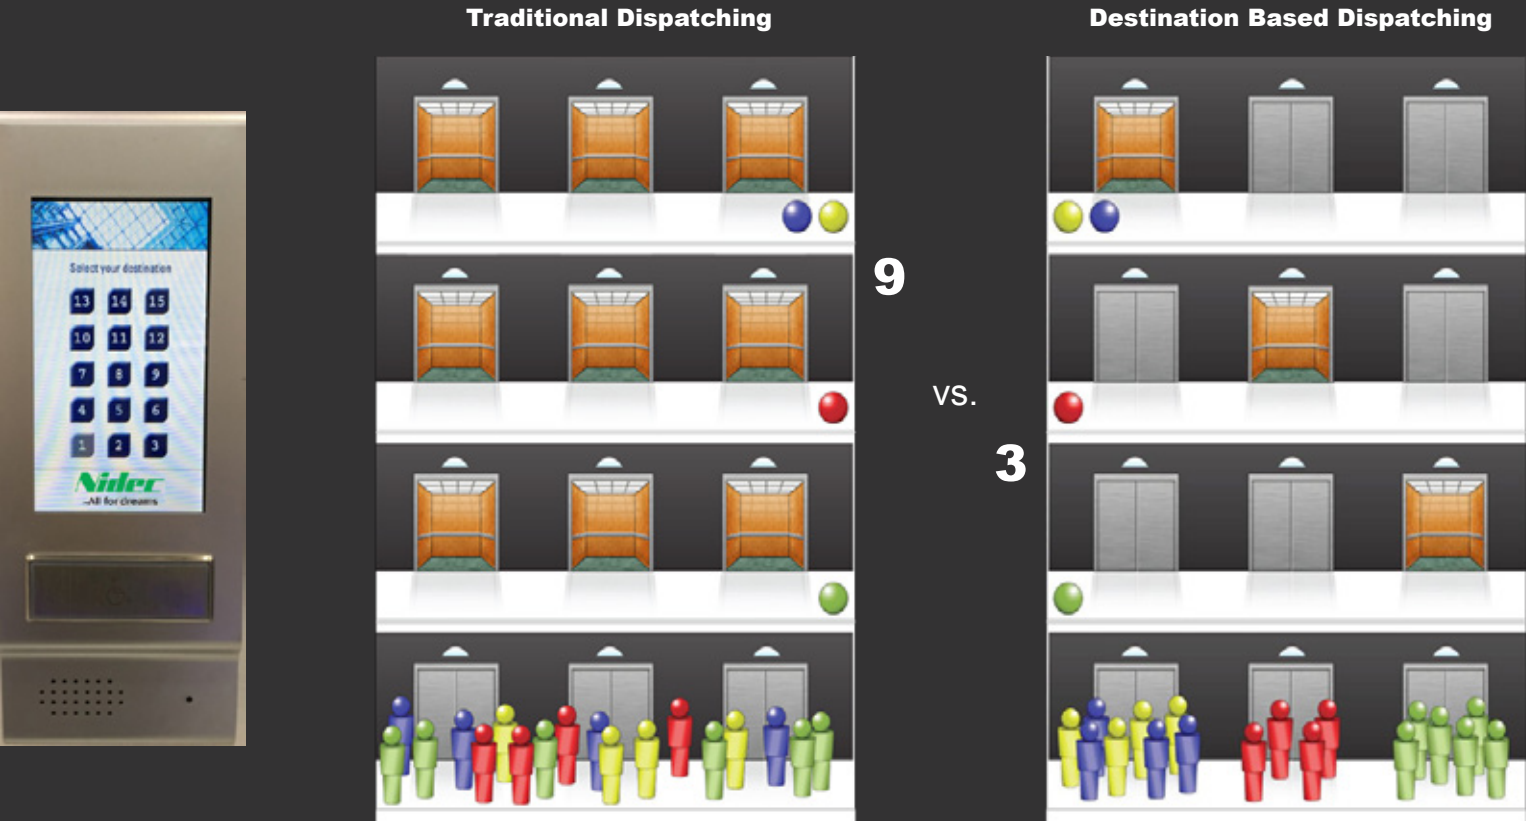 Traditional Dispatching
Destination Based Dispatching
Select your destination
13 14 15
10 11 12
7 8 9
4 5 6
1 2 3
Nidec
-All for dreams
9
vs.
3